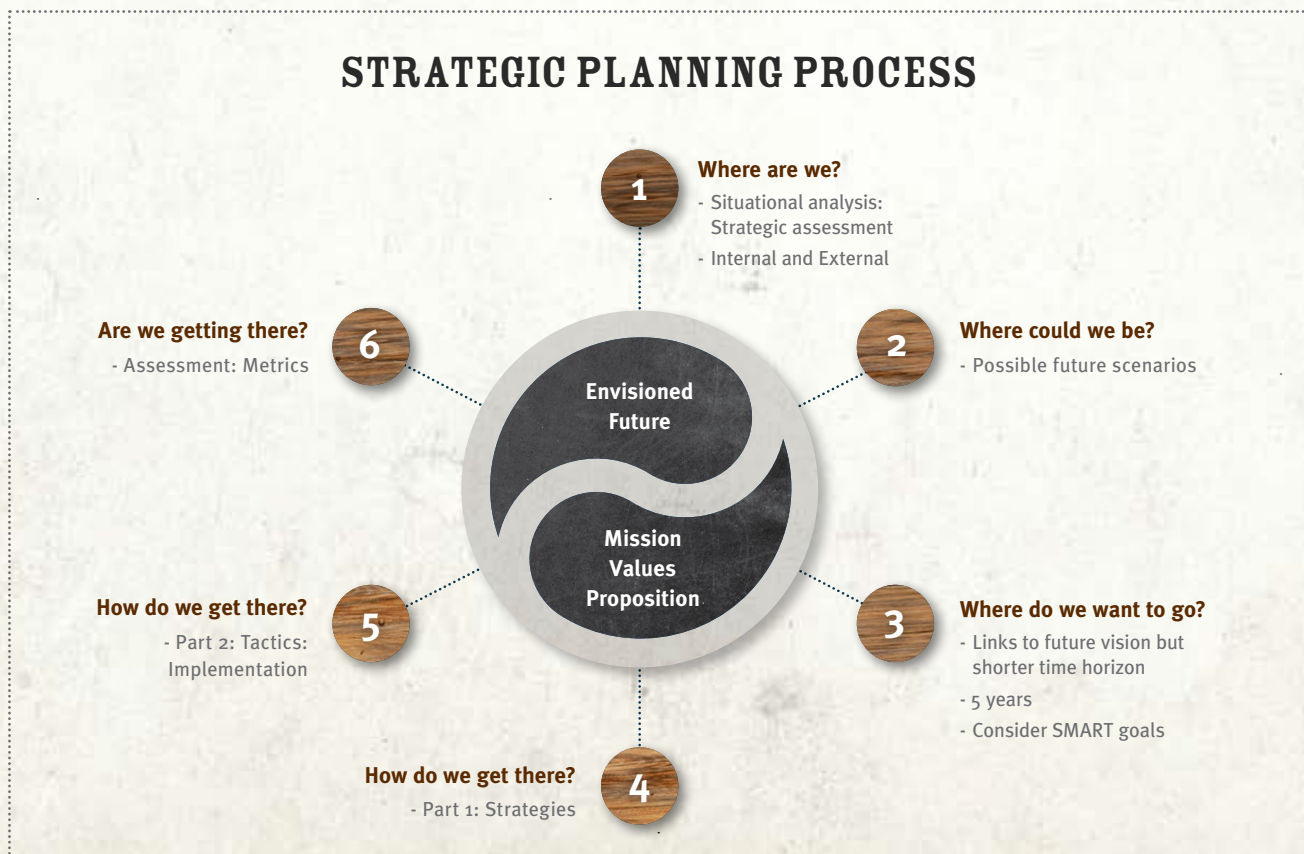 STRATEGIC PLANNING PROCESS
1
Where are we?
- Situational analysis:
Strategic assessment
- Internal and External
2
Where could we be?
- Possible future scenarios
3
Where do we want to go?
- Links to future vision but
shorter time horizon
- 5 years
- Consider SMART goals
4
How do we get there?
- Part 1: Strategies
5
How do we get there?
- Part 2: Tactics:
Implementation
6
Are we getting there?
- Assessment: Metrics
Envisioned
Future
Mission
Values
Proposition